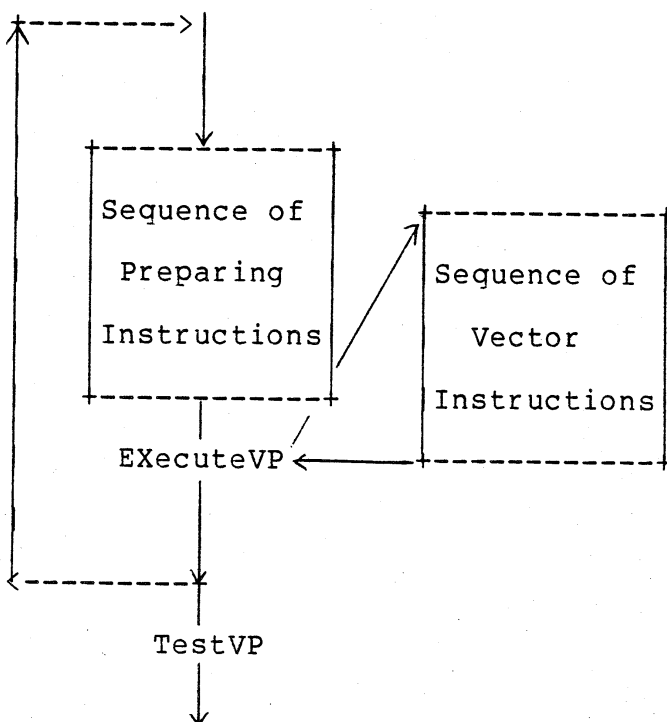 Sequence of
Preparing
Instructions
Sequence of
Vector
Instructions
EXecuteVP
TestVP